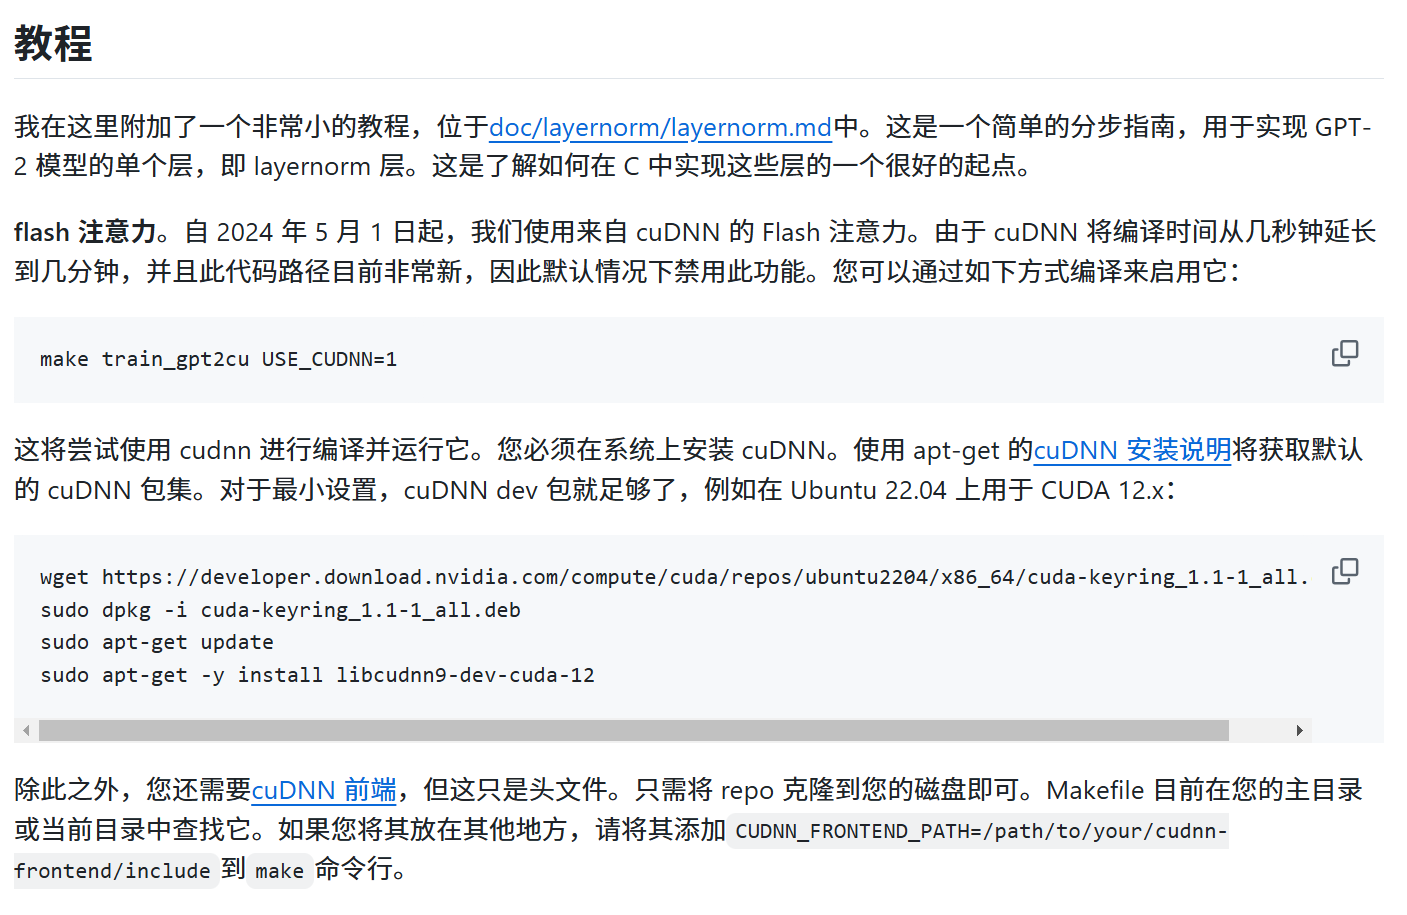 教程
我在这里附加了一个非常小的教程，位于doc/layernorm/layernorm.md中。这是一个简单的分步指南，用于实现 GPT-
2 模型的单个层，即 layernorm 层。这是了解如何在 C 中实现这些层的一个很好的起点。
flash 注意力。自 2024 年 5 月 1 日起，我们使用来自 cuDNN 的 Flash 注意力。由于 cuDNN 将编译时间从几秒钟延长
到几分钟，并且此代码路径目前非常新，因此默认情况下禁用此功能。您可以通过如下方式编译来启用它：
make train_gpt2cu USE_CUDNN=1
这将尝试使用 cudnn 进行编译并运行它。您必须在系统上安装 cuDNN。使用 apt-get 的cuDNN 安装说明将获取默认
的 cuDNN 包集。对于最小设置，cuDNN dev 包就足够了，例如在 Ubuntu 22.04 上用于 CUDA 12.x：
wget https://developer.download.nvidia.com/compute/cuda/repos/ubuntu2204/x86_64/cuda-keyring_1.1-1_all.
sudo dpkg -i cuda-keyring_1.1-1_all.deb
sudo apt-get update
sudo apt-get -y install libcudnn9-dev-cuda-12
除此之外，您还需要cuDNN 前端，但这只是头文件。只需将 repo 克隆到您的磁盘即可。Makefile 目前在您的主目录
或当前目录中查找它。如果您将其放在其他地方，请将其添加 CUDNN_FRONTEND_PATH=/path/to/your/cudnn-
frontend/include 到 make 命令行。